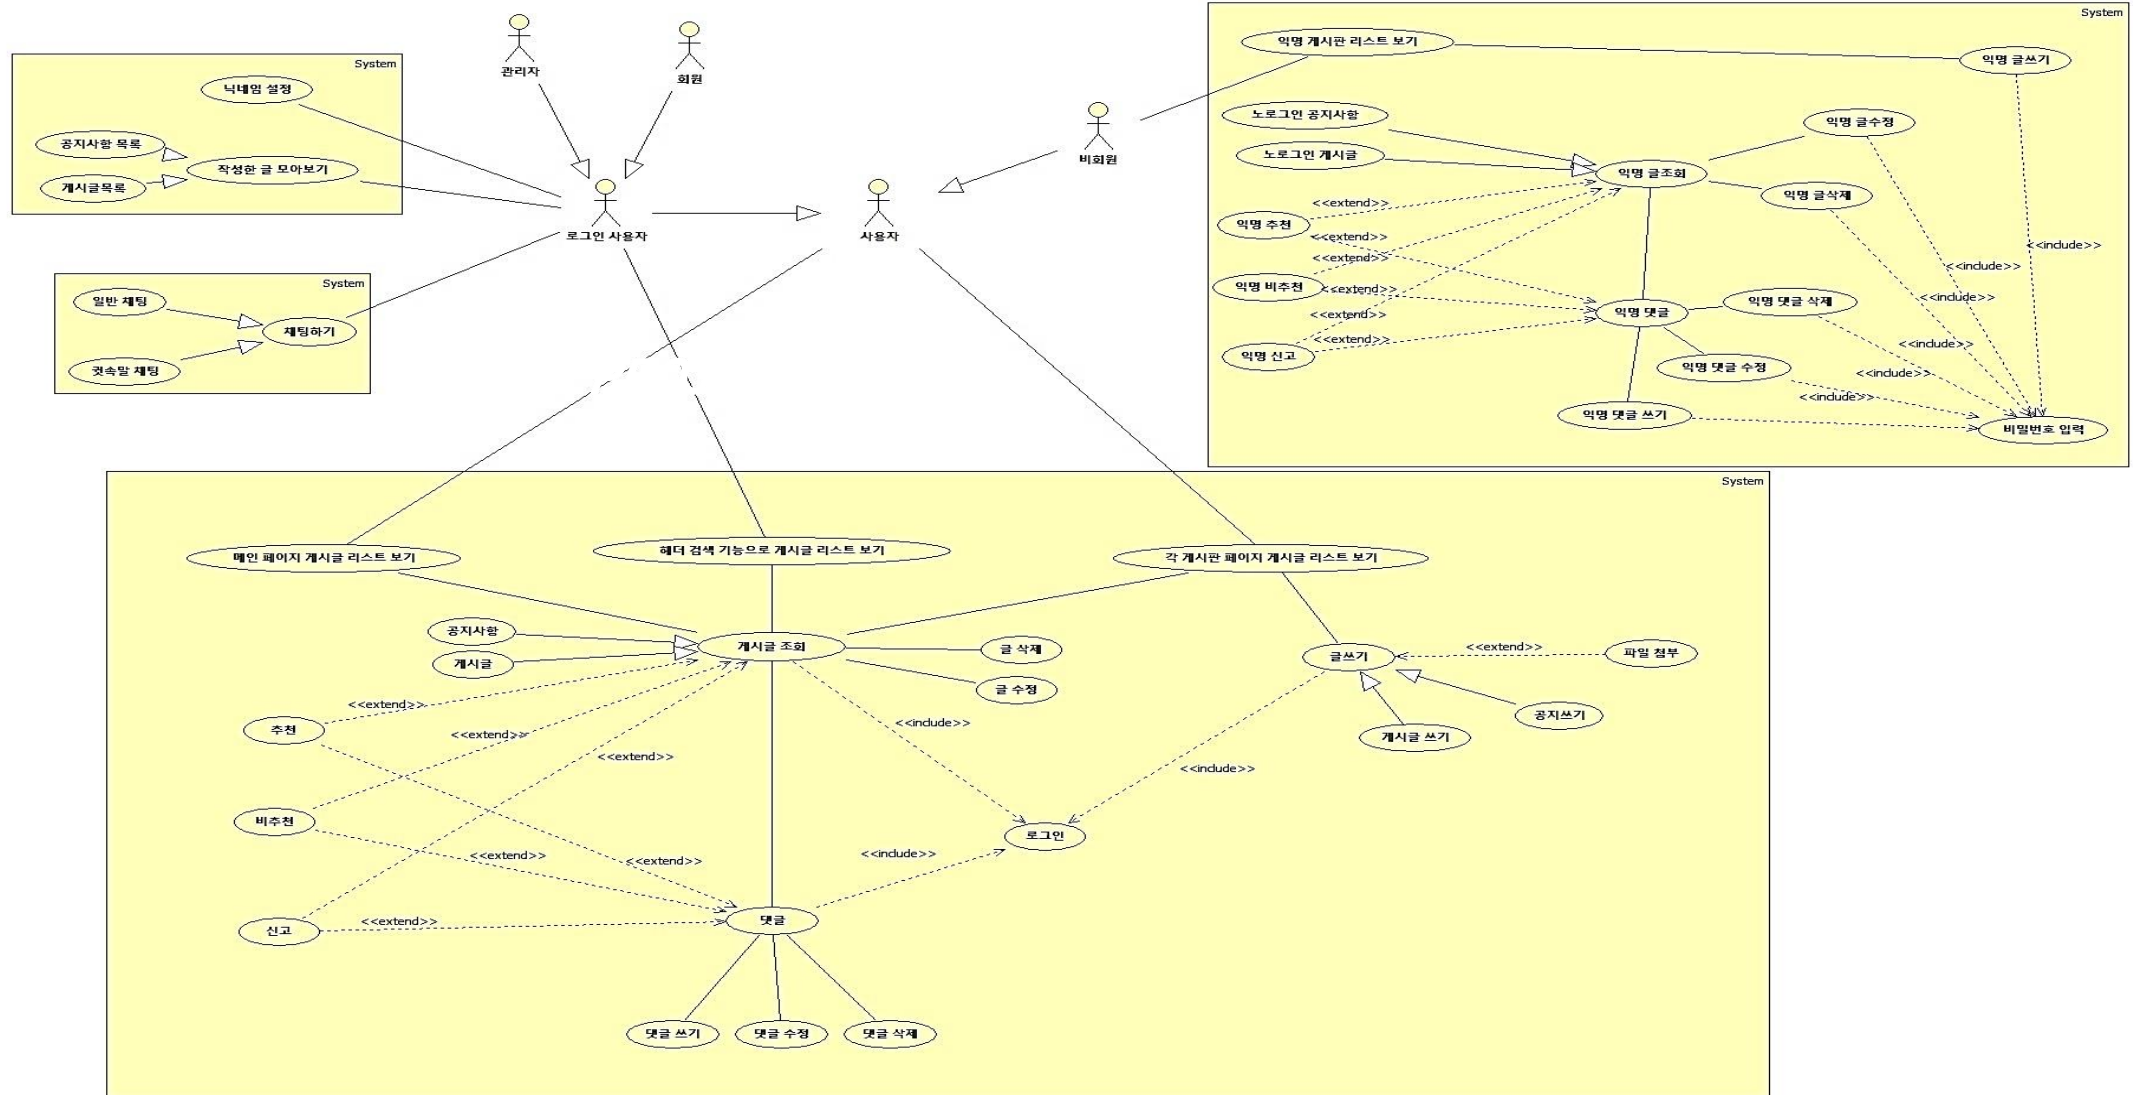 System
닉네임 설정
공지사항 목록
게시글목록
작성한 글 모아보기
System
일반 채팅
귓속말 채팅
채팅하기
관리자
회원
로그인 사용자
사용자
비회원
System
익명 게시판 리스트 보기
익명 글쓰기
노로그인 공지사항
노로그인 게시글
익명 글수정
익명 글조회
익명 글삭제
<<extend>>
익명 추천
<<extend>>
<<extend>>
익명 비추천
<<extend>>
<<extend>>
<<extend>>
익명 신고
익명 댓글
익명 댓글 삭제
익명 댓글 수정
익명 댓글 쓰기
<<include>>
<<include>>
<<include>>
<<include>>
<<include>>
<<include>>
비밀번호 입력
System
메인 페이지 게시글 리스트 보기
헤더 검색 기능으로 게시글 리스트 보기
각 게시판 페이지 게시글 리스트 보기
공지사항
게시글
게시글 조회
글 삭제
글 수정
글쓰기
<<extend>>
파일 첨부
공지쓰기
게시글 쓰기
추천
<<extend>>
<<extend>>
<<extend>>
<<include>>
<<include>>
비추천
로그인
<<extend>>
<<extend>>
<<include>>
신고
<<extend>>
댓글
댓글 쓰기
댓글 수정
댓글 삭제